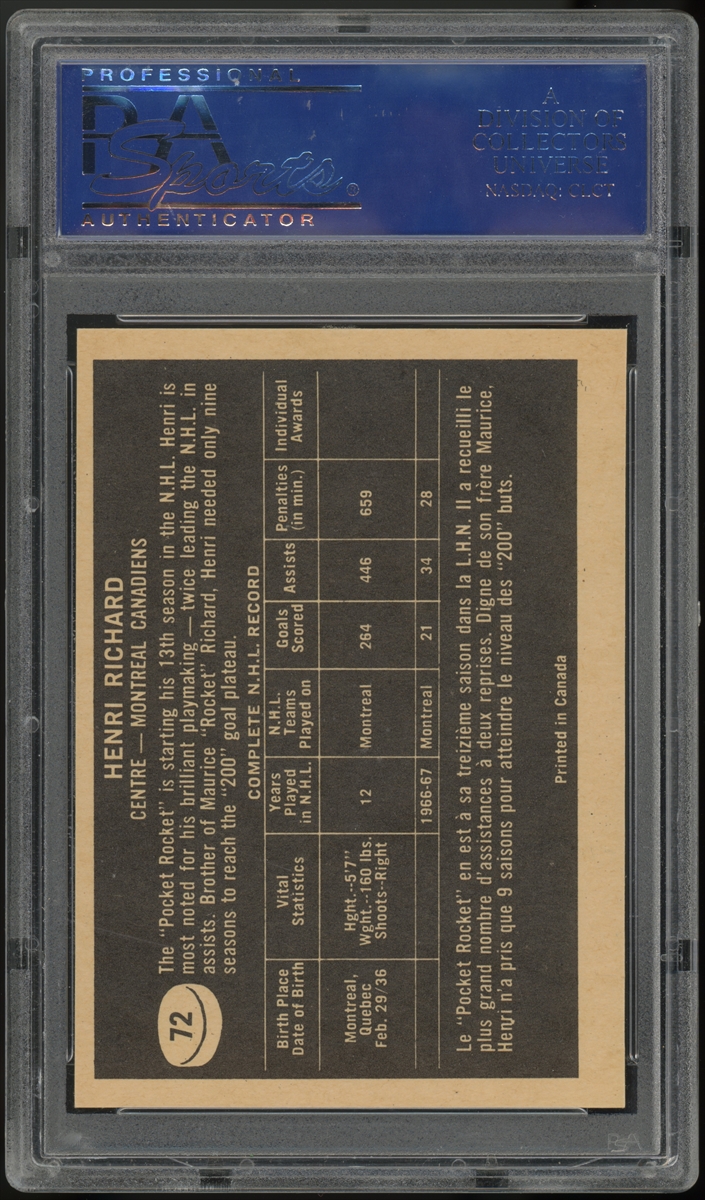 PROFESSIONAL
PSA
Sports®
AUTHENTICATOR
A
DIVISION OF
COLLECTORS
UNIVERSE
NASDAQ: CLCT
HENRI RICHARD
CENTRE — MONTREAL CANADIENS
72
The "Pocket Rocket" is starting his 13th season in the N.H.L. Henri is
most noted for his brilliant playmaking — twice leading the N.H.L. in
assists. Brother of Maurice "Rocket" Richard, Henri needed only nine
seasons to reach the "200" goal plateau.
COMPLETE N.H.L. RECORD
Birth Place Date of Birth | Vital Statistics | Years Played in N.H.L. | N.H.L. Teams Played on | Goals Scored | Assists | Penalties (in min.) | Individual Awards
Montreal, Quebec Feb. 29/36 | Hght.--5'7" Wght.--160 lbs. Shoots--Right | 12 | Montreal | 264 | 446 | 659
1966-67 | Montreal | 21 | 34 | 28
Le "Pocket Rocket" en est à sa treizième saison dans la L.H.N. Il a recueilli le
plus grand nombre d'assistances à deux reprises. Digne de son frère Maurice,
Henri n'a pris que 9 saisons pour atteindre le niveau des "200" buts.
Printed in Canada
PSA